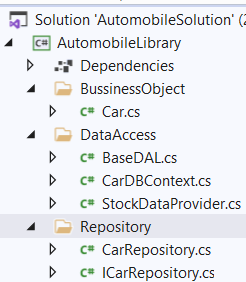 Solution 'AutomobileSolution' (
C# AutomobileLibrary
Dependencies
BussinessObject
C# Car.cs
DataAccess
C# BaseDAL.cs
C# CarDBContext.cs
C# StockDataProvider.cs
Repository
C# CarRepository.cs
C# ICarRepository.cs